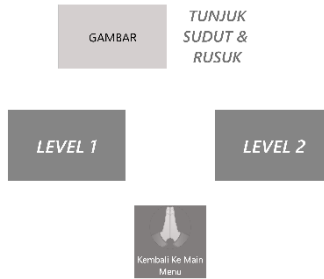 GAMBAR
TUNJUK
SUDUT &
RUSUK
LEVEL 1
LEVEL 2
Kembali Ke Main
Menu